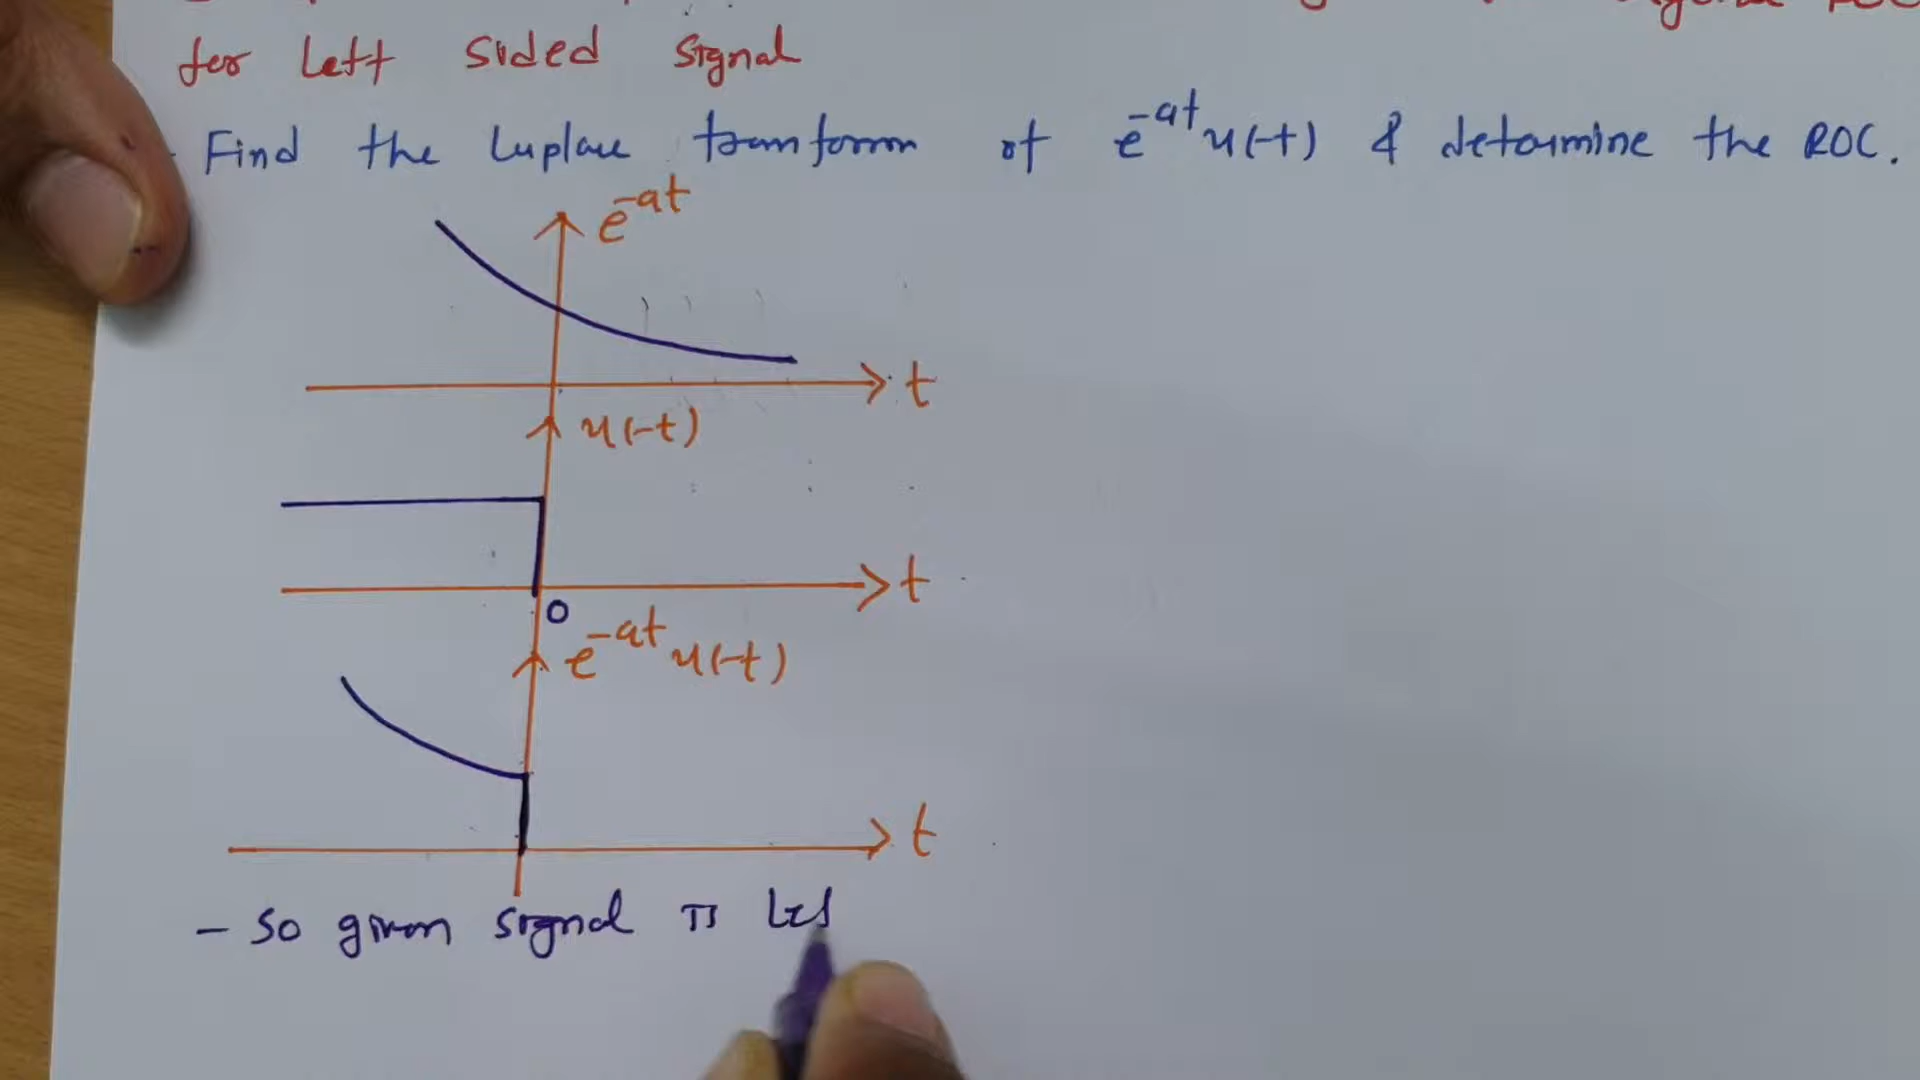 for Left sided signal
- Find the Laplace transform of e^-at u(-t) & determine the ROC.
e^-at
t
u(-t)
t
0
e^-at u(-t)
t
- So given signal is Lef